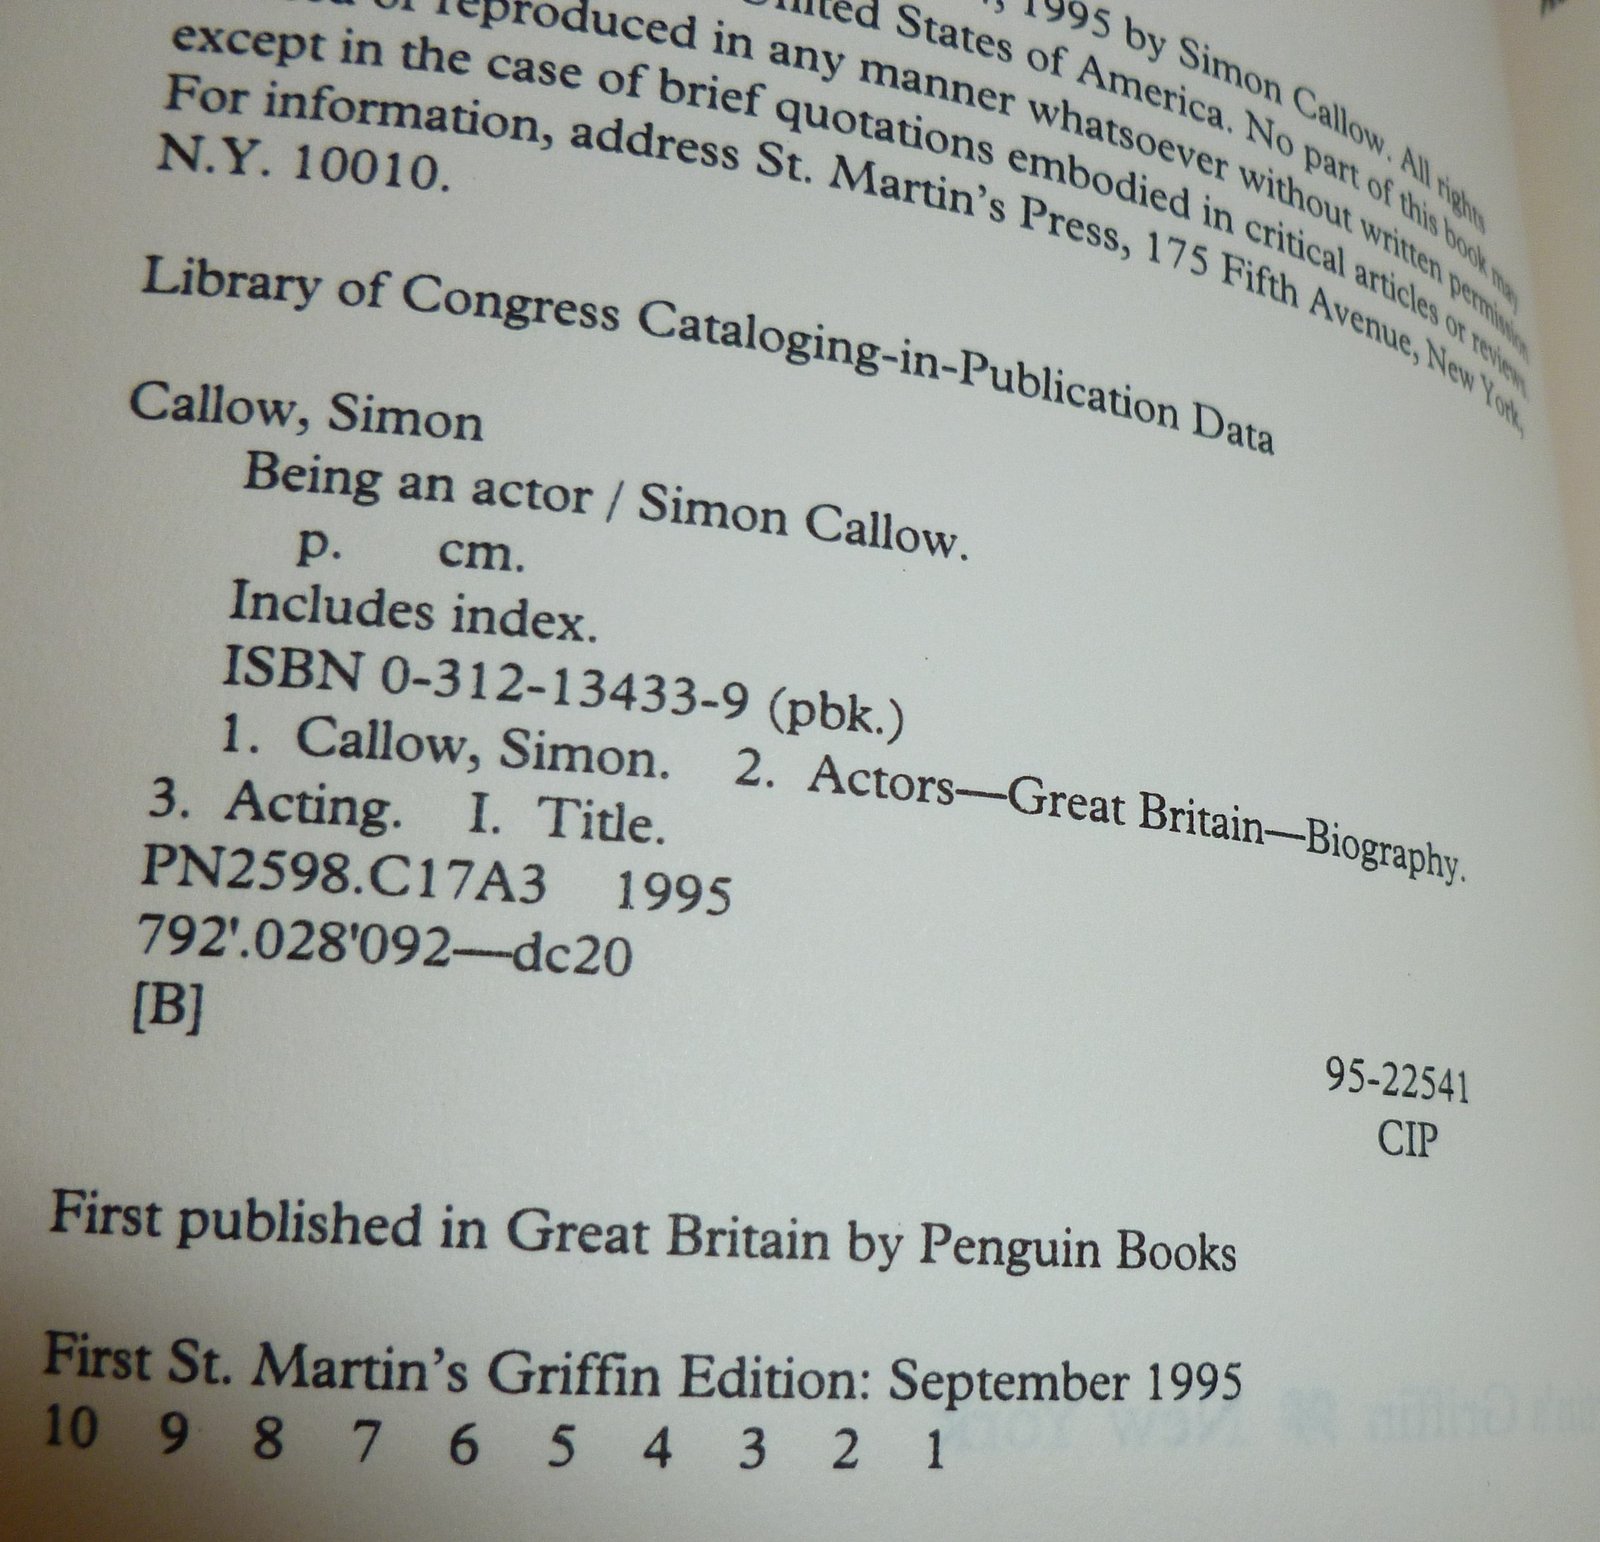 1995 by Simon Callow. All rights
United States of America. No part of this book may
or reproduced in any manner whatsoever without written permission
except in the case of brief quotations embodied in critical articles or reviews.
For information, address St. Martin's Press, 175 Fifth Avenue, New York,
N.Y. 10010.
Library of Congress Cataloging-in-Publication Data
Callow, Simon
Being an actor / Simon Callow.
p. cm.
Includes index.
ISBN 0-312-13433-9 (pbk.)
1. Callow, Simon. 2. Actors—Great Britain—Biography.
3. Acting. I. Title.
PN2598.C17A3 1995
792'.028'092—dc20
[B]
95-22541
CIP
First published in Great Britain by Penguin Books
First St. Martin's Griffin Edition: September 1995
10 9 8 7 6 5 4 3 2 1